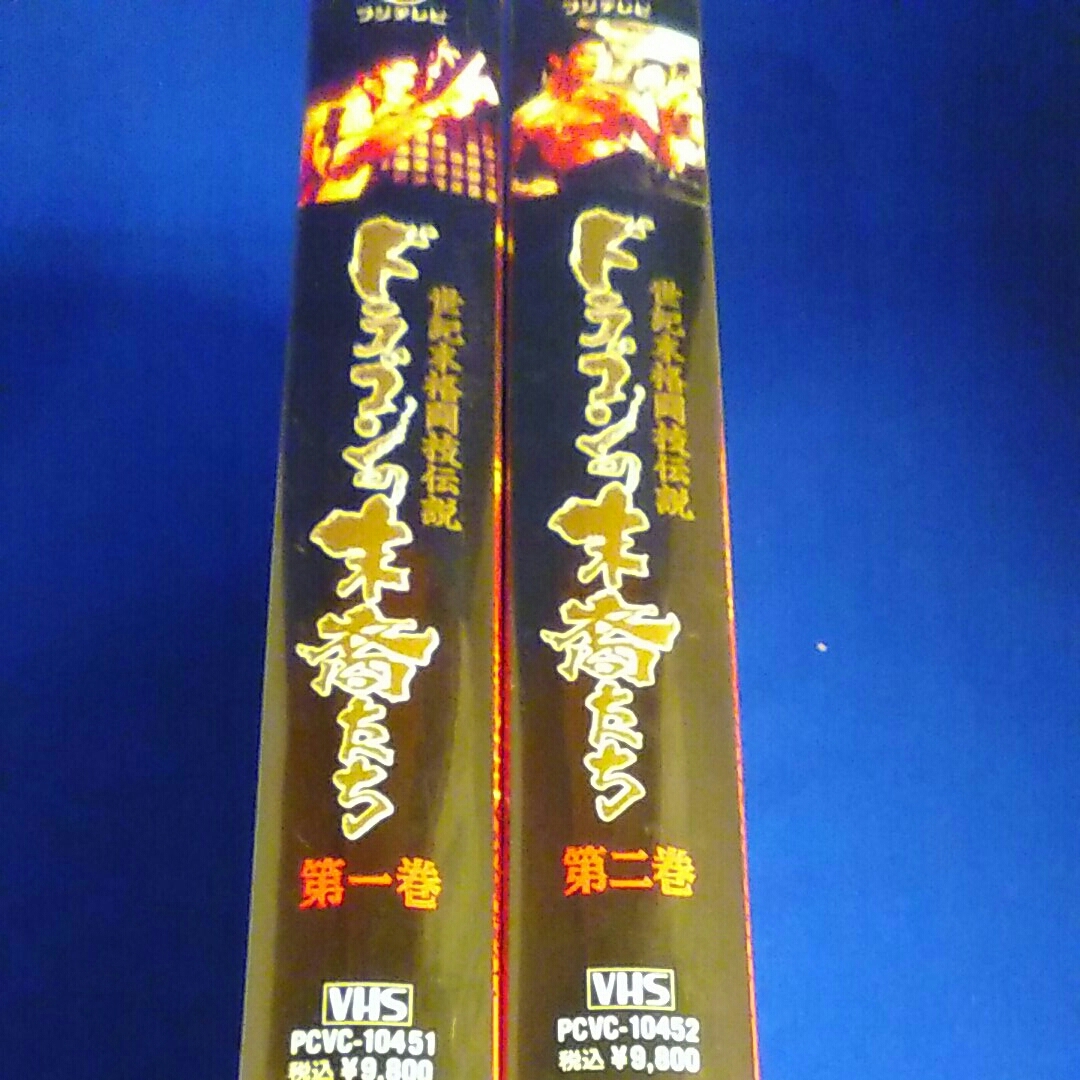 フジテレビ
世紀末格闘技伝説
ドラゴンの末裔たち
第一巻
VHS
PCVC-10451
税込 ¥9,800
フジテレビ
世紀末格闘技伝説
ドラゴンの末裔たち
第二巻
VHS
PCVC-10452
税込 ¥9,800